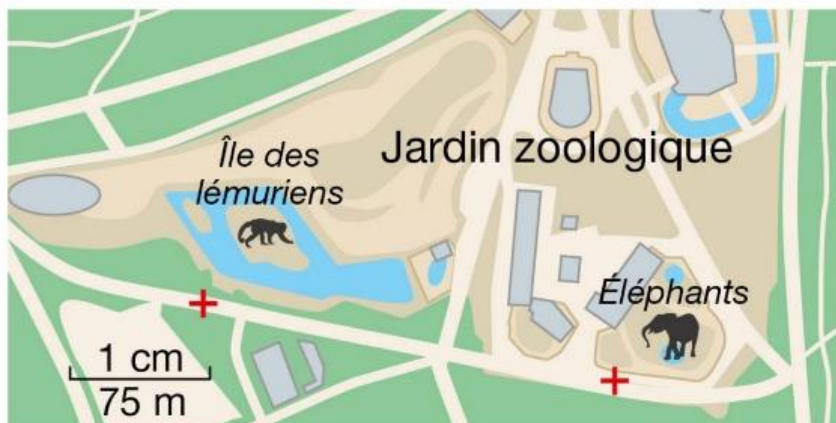 Île des
lémuriens
Jardin zoologique
Éléphants
1 cm
75 m